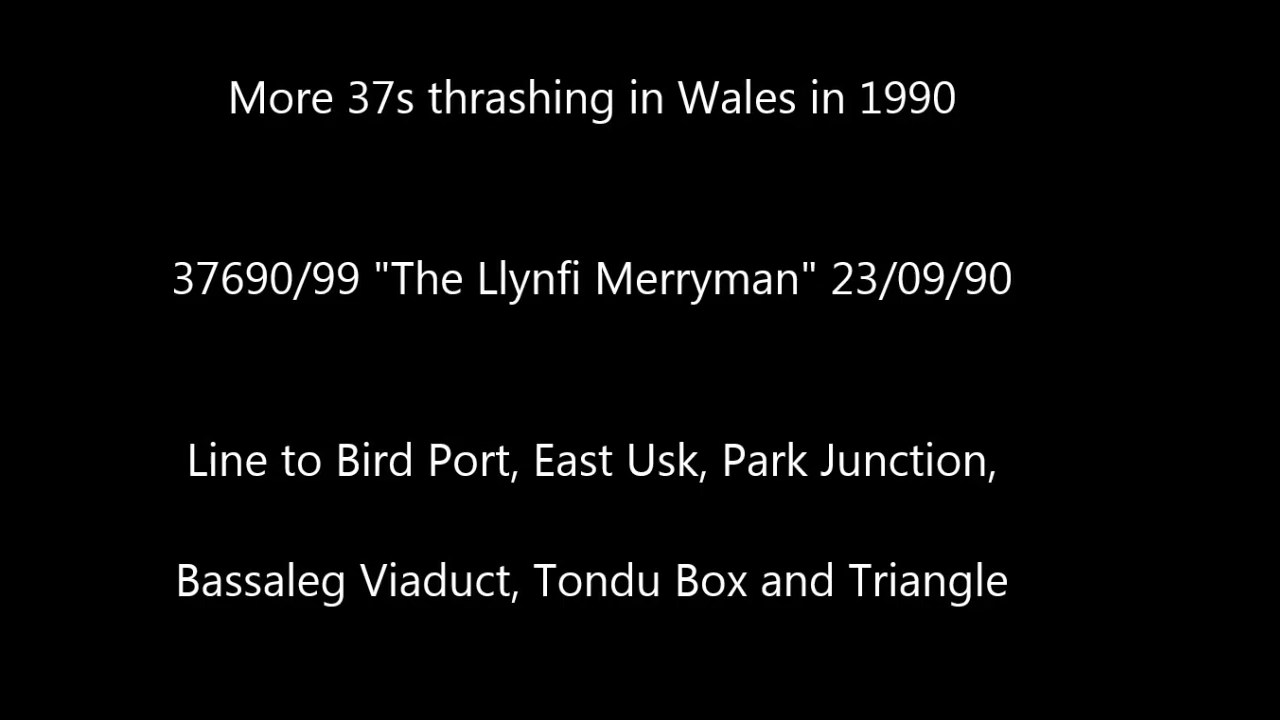 More 37s thrashing in Wales in 1990
37690/99 "The Llynfi Merryman" 23/09/90
Line to Bird Port, East Usk, Park Junction,
Bassaleg Viaduct, Tondu Box and Triangle